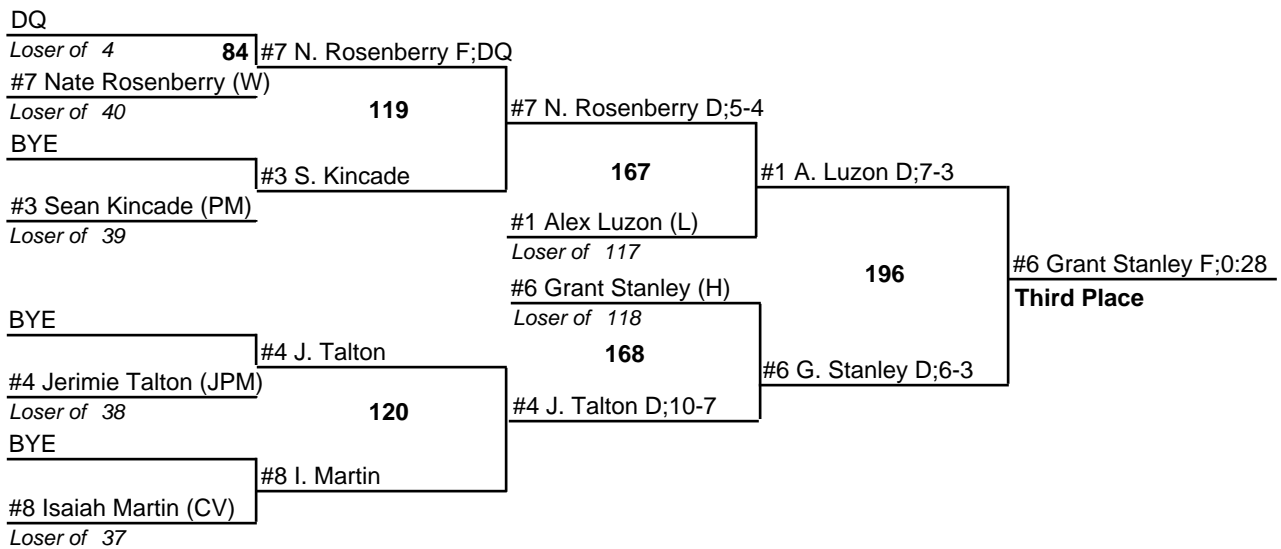 DQ
Loser of 4
84
#7 N. Rosenberry F;DQ
#7 Nate Rosenberry (W)
Loser of 40
119
#7 N. Rosenberry D;5-4
BYE
#3 S. Kincade
167
#1 A. Luzon D;7-3
#3 Sean Kincade (PM)
Loser of 39
#1 Alex Luzon (L)
Loser of 117
196
#6 Grant Stanley F;0:28
Third Place
#6 Grant Stanley (H)
Loser of 118
BYE
#4 J. Talton
168
#6 G. Stanley D;6-3
#4 Jerimie Talton (JPM)
Loser of 38
120
#4 J. Talton D;10-7
BYE
#8 I. Martin
#8 Isaiah Martin (CV)
Loser of 37